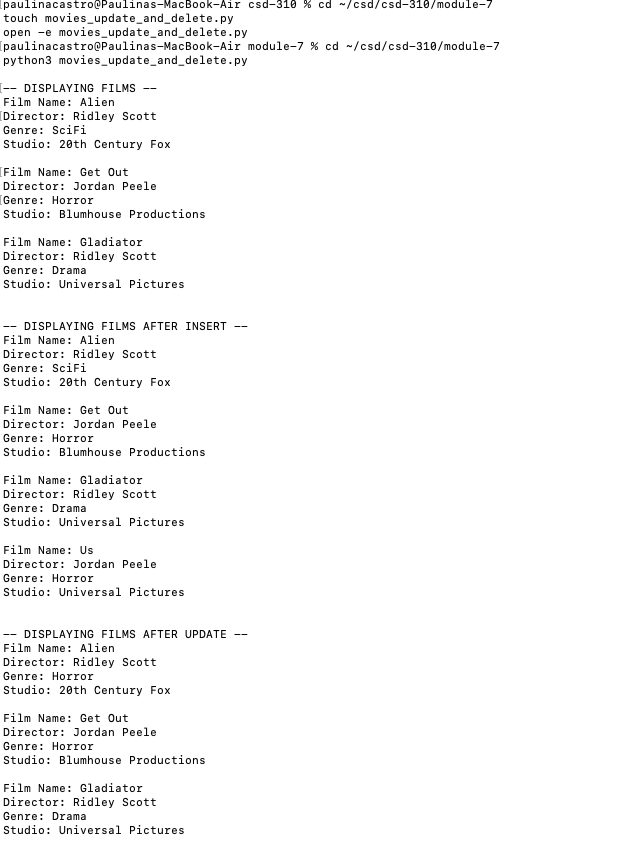 [paulinacastro@Paulinas-MacBook-Air csd-310 % cd ~/csd/csd-310/module-7
touch movies_update_and_delete.py
open -e movies_update_and_delete.py
[paulinacastro@Paulinas-MacBook-Air module-7 % cd ~/csd/csd-310/module-7
python3 movies_update_and_delete.py
[-- DISPLAYING FILMS --
Film Name: Alien
[Director: Ridley Scott
Genre: SciFi
Studio: 20th Century Fox
[Film Name: Get Out
Director: Jordan Peele
[Genre: Horror
Studio: Blumhouse Productions
Film Name: Gladiator
Director: Ridley Scott
Genre: Drama
Studio: Universal Pictures
-- DISPLAYING FILMS AFTER INSERT --
Film Name: Alien
Director: Ridley Scott
Genre: SciFi
Studio: 20th Century Fox
Film Name: Get Out
Director: Jordan Peele
Genre: Horror
Studio: Blumhouse Productions
Film Name: Gladiator
Director: Ridley Scott
Genre: Drama
Studio: Universal Pictures
Film Name: Us
Director: Jordan Peele
Genre: Horror
Studio: Universal Pictures
-- DISPLAYING FILMS AFTER UPDATE --
Film Name: Alien
Director: Ridley Scott
Genre: Horror
Studio: 20th Century Fox
Film Name: Get Out
Director: Jordan Peele
Genre: Horror
Studio: Blumhouse Productions
Film Name: Gladiator
Director: Ridley Scott
Genre: Drama
Studio: Universal Pictures